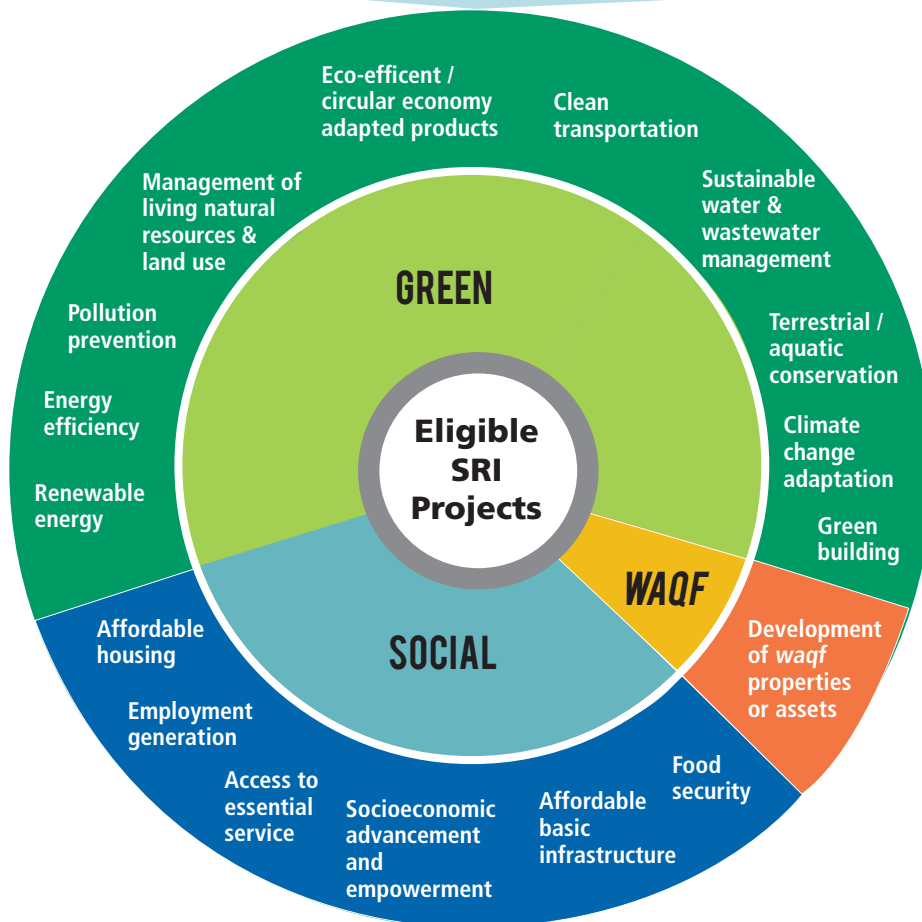 Eco-efficent /
circular economy
adapted products
Clean
transportation
Management of
living natural
resources &
land use
Sustainable
water &
wastewater
management
Pollution
prevention
Terrestrial /
aquatic
conservation
Energy
efficiency
Climate
change
adaptation
Renewable
energy
Green
building
GREEN
Eligible
SRI
Projects
WAQF
SOCIAL
Development
of waqf
properties
or assets
Affordable
housing
Employment
generation
Access to
essential
service
Socioeconomic
advancement
and
empowerment
Affordable
basic
infrastructure
Food
security